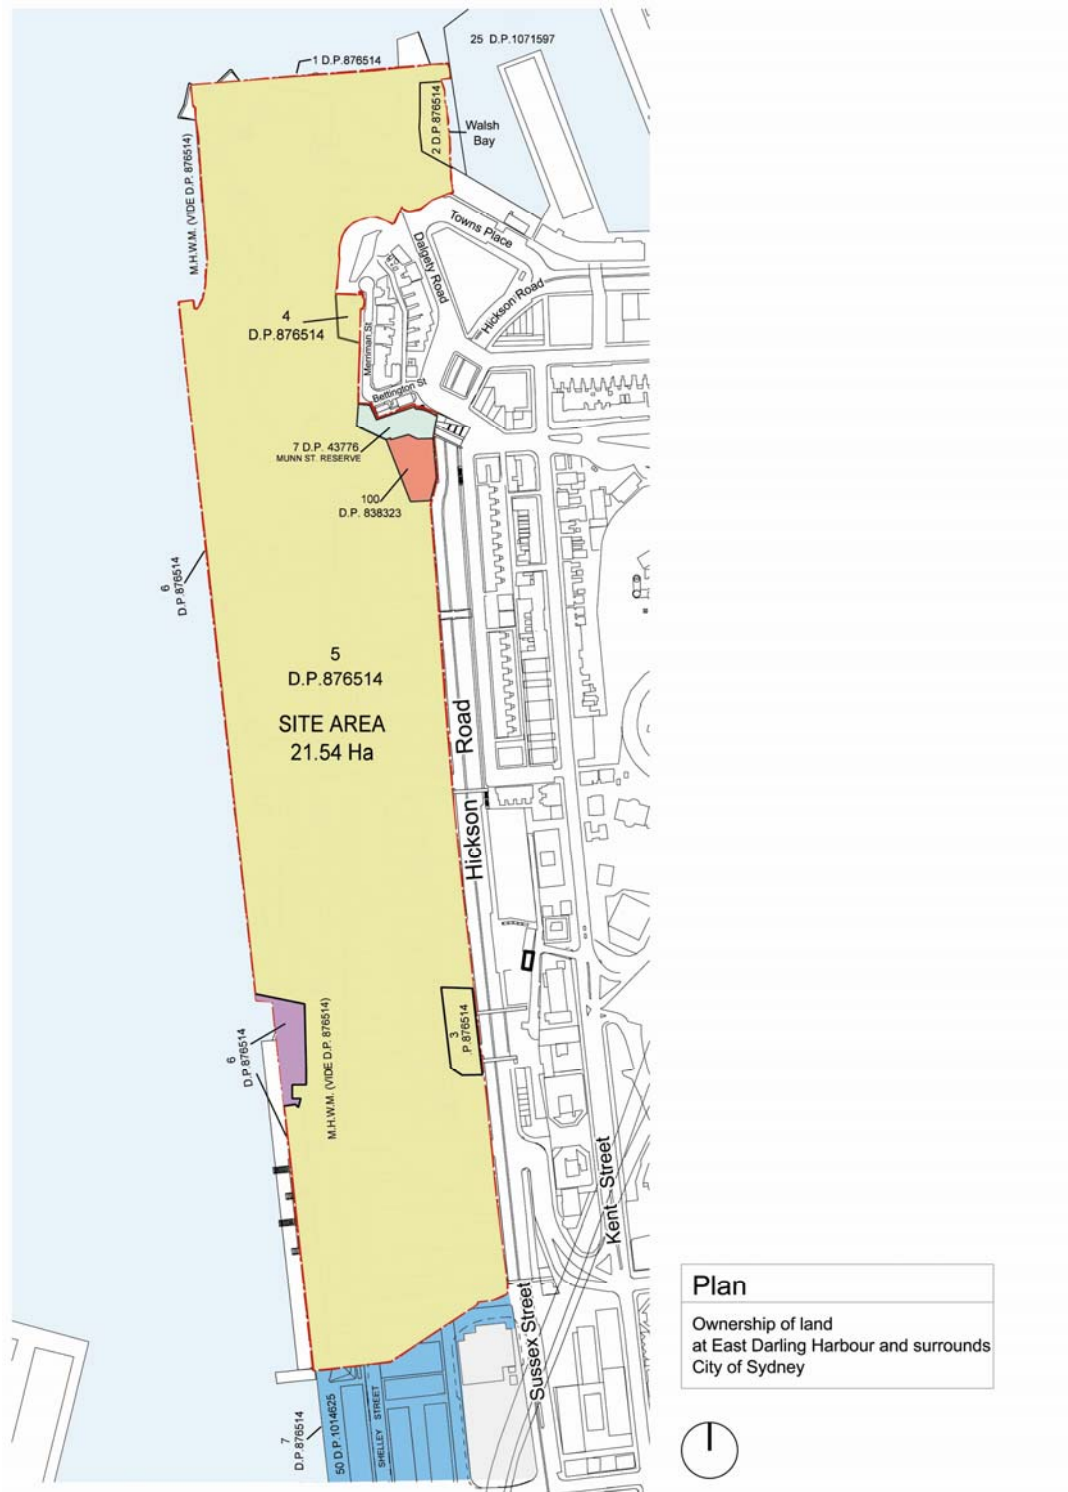 25 D.P.1071597
1 D.P.876514
2 D.P.876514
Walsh
Bay
M.H.W.M. (VIDE D.P. 876514)
Towns Place
Dalgety Road
Hickson Road
4
D.P.876514
Merriman St
Bettington St
7 D.P. 43776
MUNN ST. RESERVE
100
D.P. 838323
6
D.P.876514
5
D.P.876514
SITE AREA
21.54 Ha
Hickson Road
3
.P.876514
6
D.P.876514
M.H.W.M. (VIDE D.P. 876514)
Kent Street
Sussex Street
7
D.P.876514
50 D.P.1014625
SHELLEY STREET
Plan
Ownership of land
at East Darling Harbour and surrounds
City of Sydney